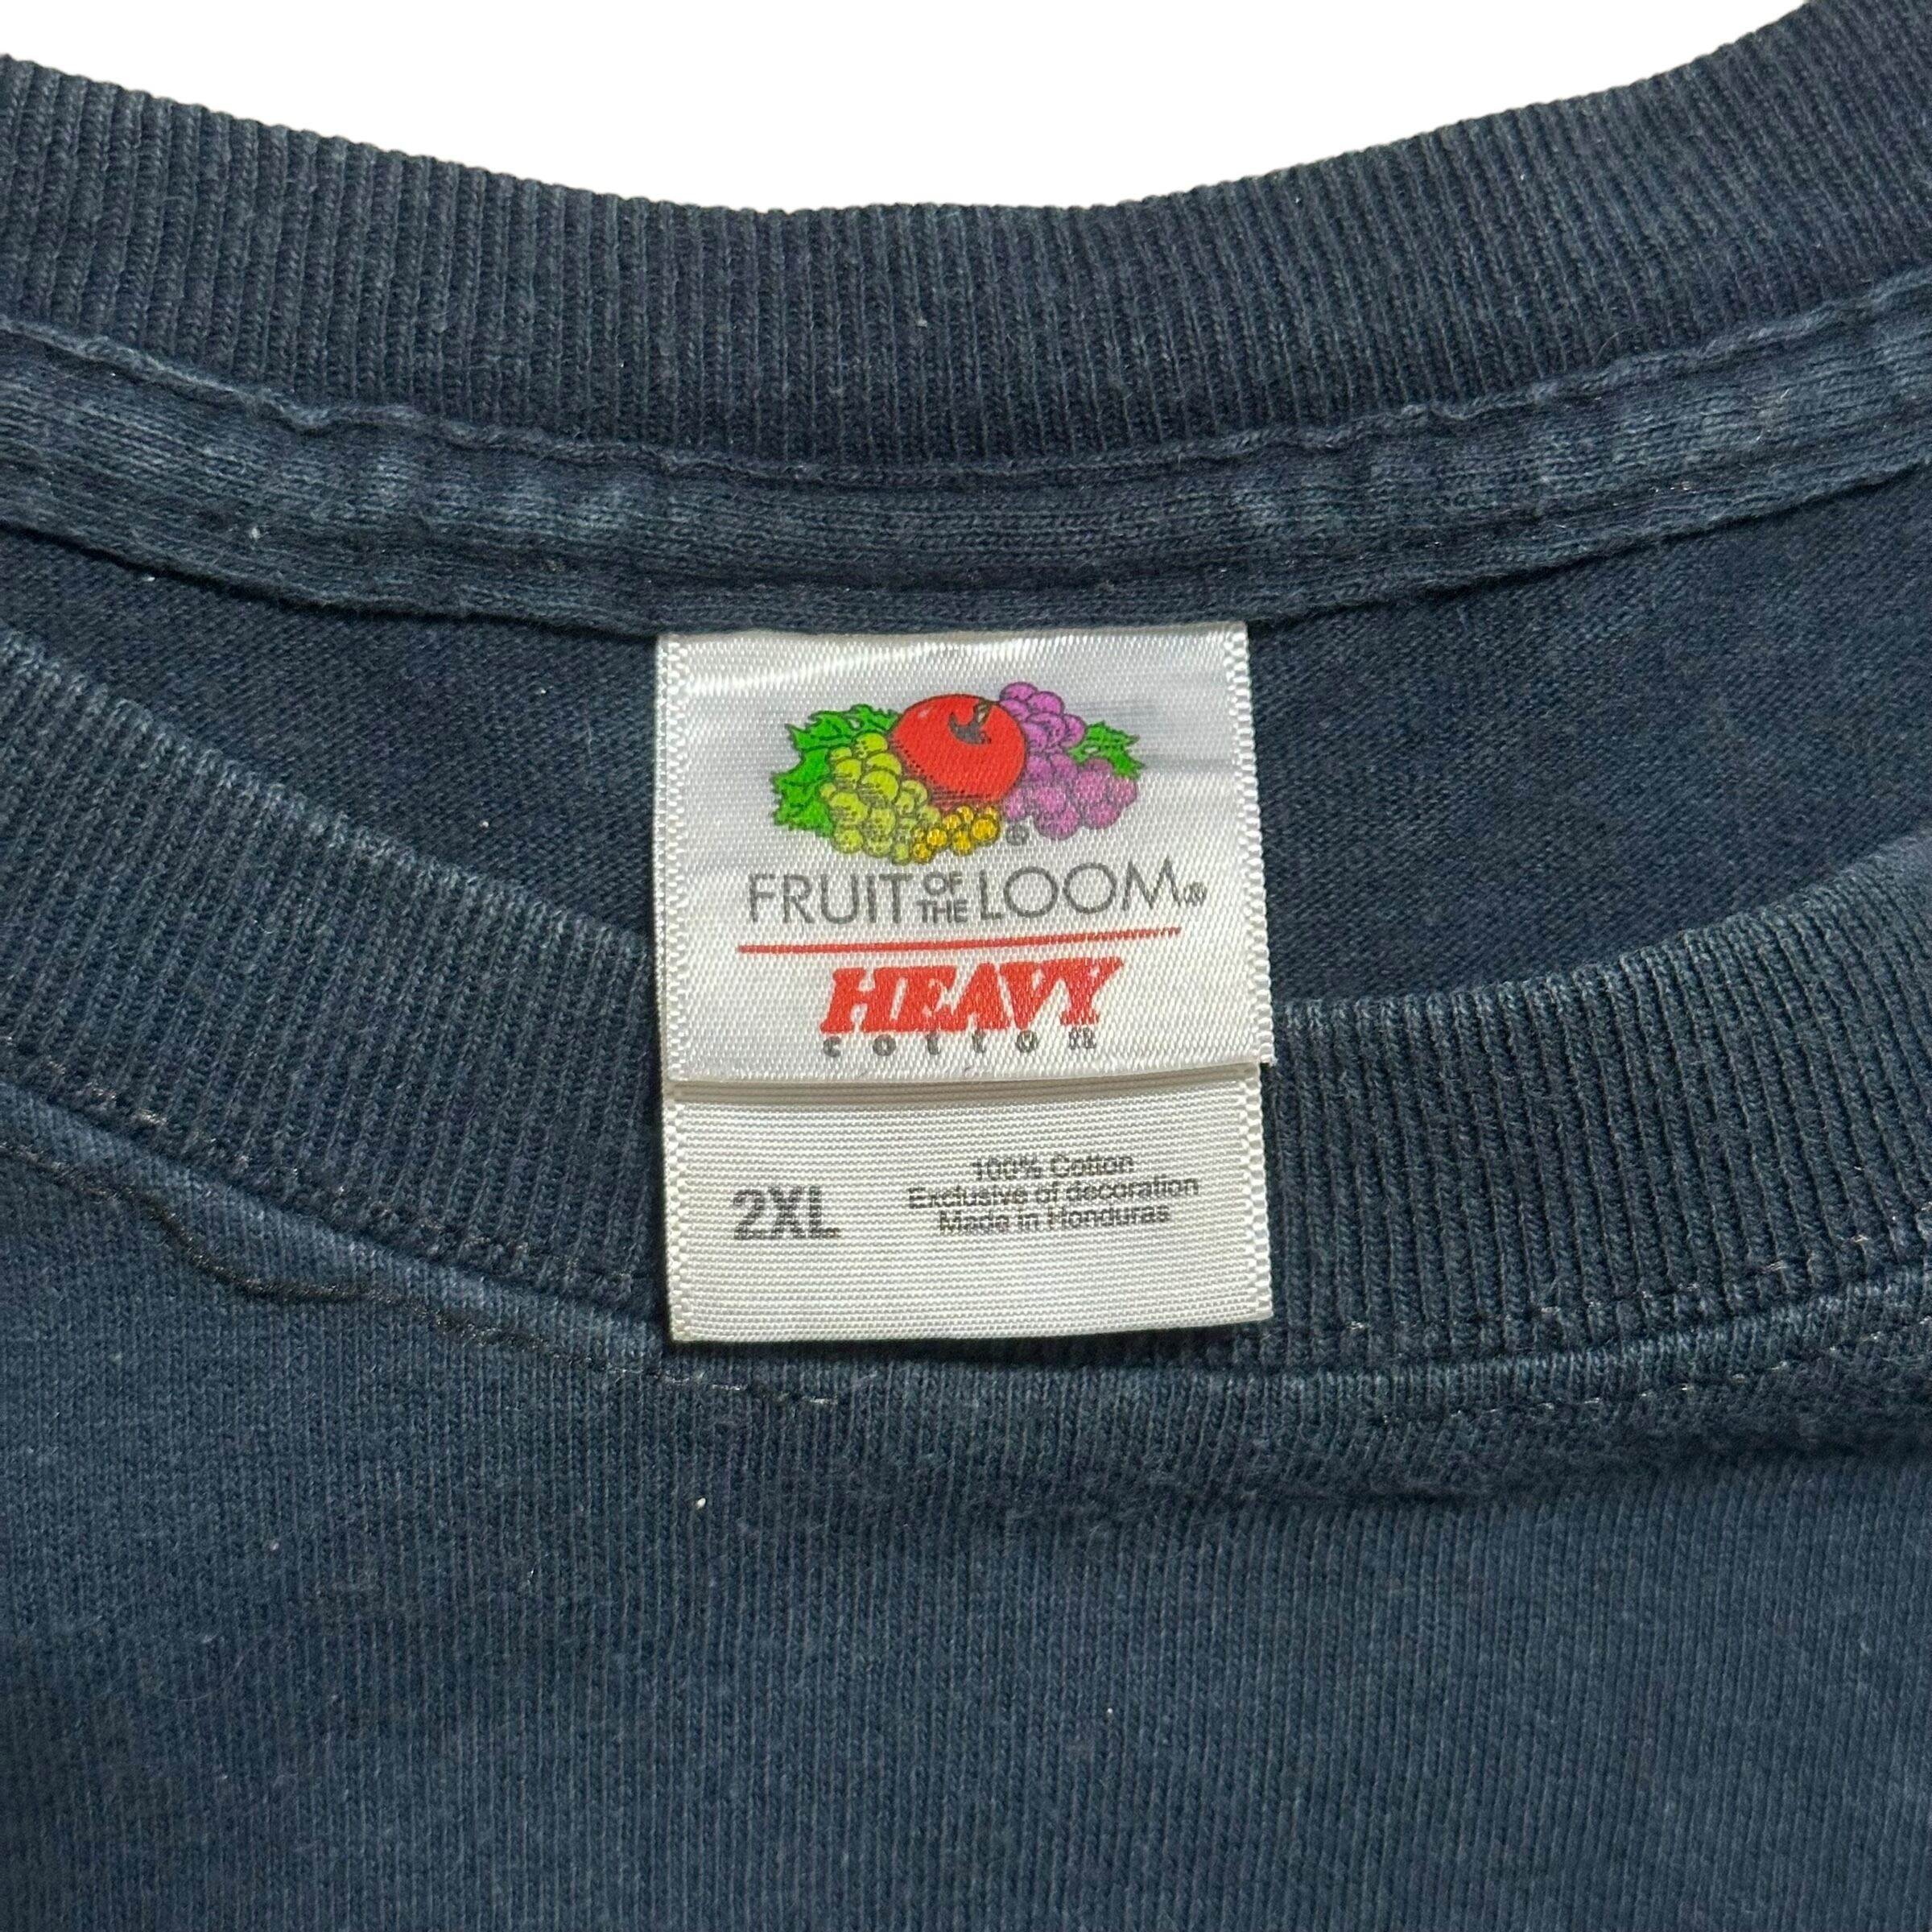 FRUIT OF THE LOOM®
HEAVY
cotton
2XL
100% Cotton
Exclusive of decoration
Made in Honduras